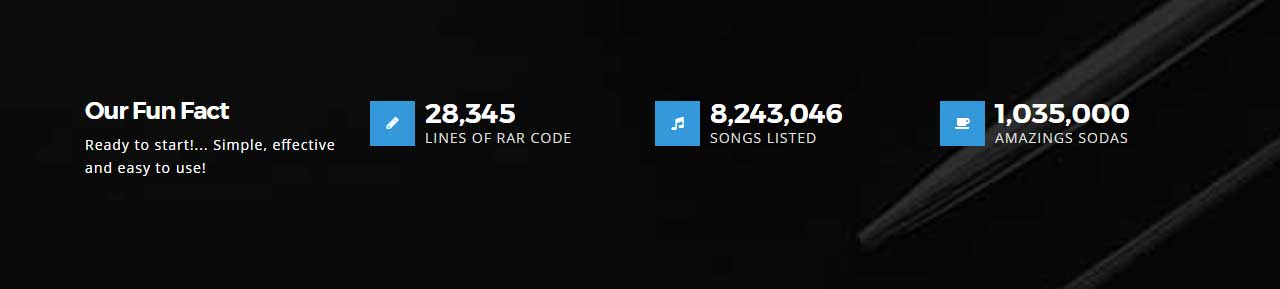 Our Fun Fact
Ready to start!... Simple, effective
and easy to use!
28,345
LINES OF RAR CODE
8,243,046
SONGS LISTED
1,035,000
AMAZINGS SODAS